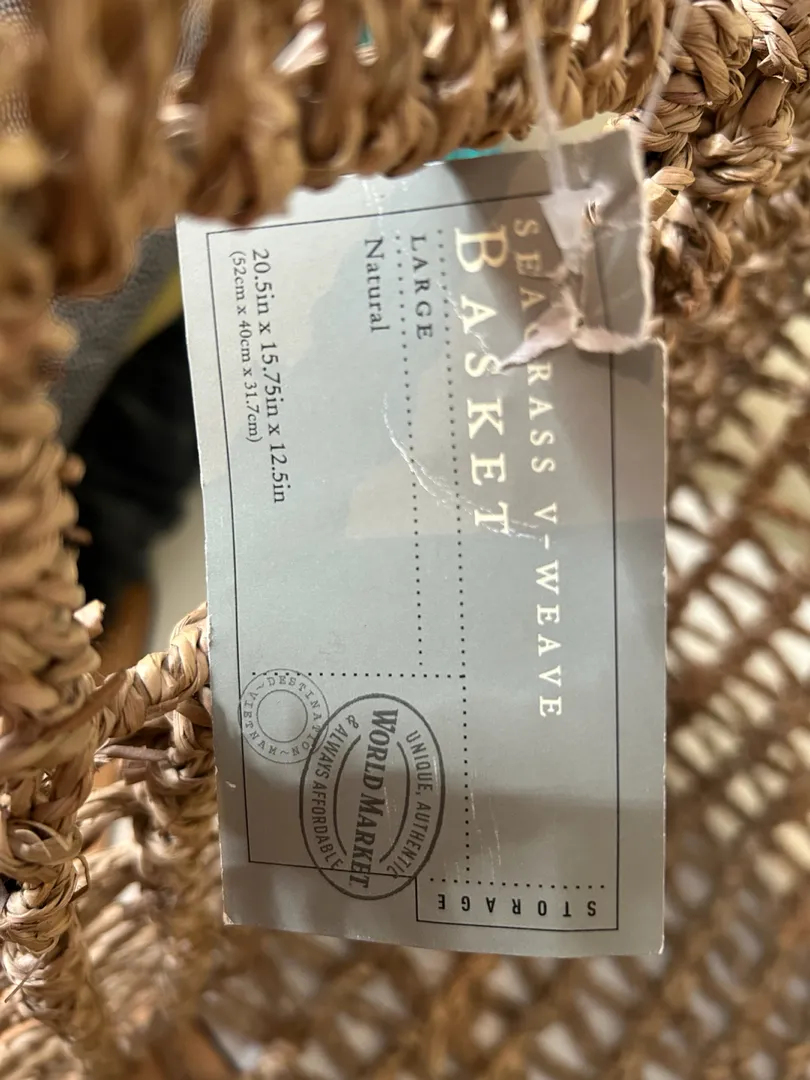 SEAGRASS V-WEAVE
BASKET
LARGE
Natural
20.5in x 15.75in x 12.5in
(52cm x 40cm x 31.7cm)
STORAGE
UNIQUE, AUTHENTIC
WORLD MARKET
& ALWAYS AFFORDABLE
DESTINATION
VIETNAM